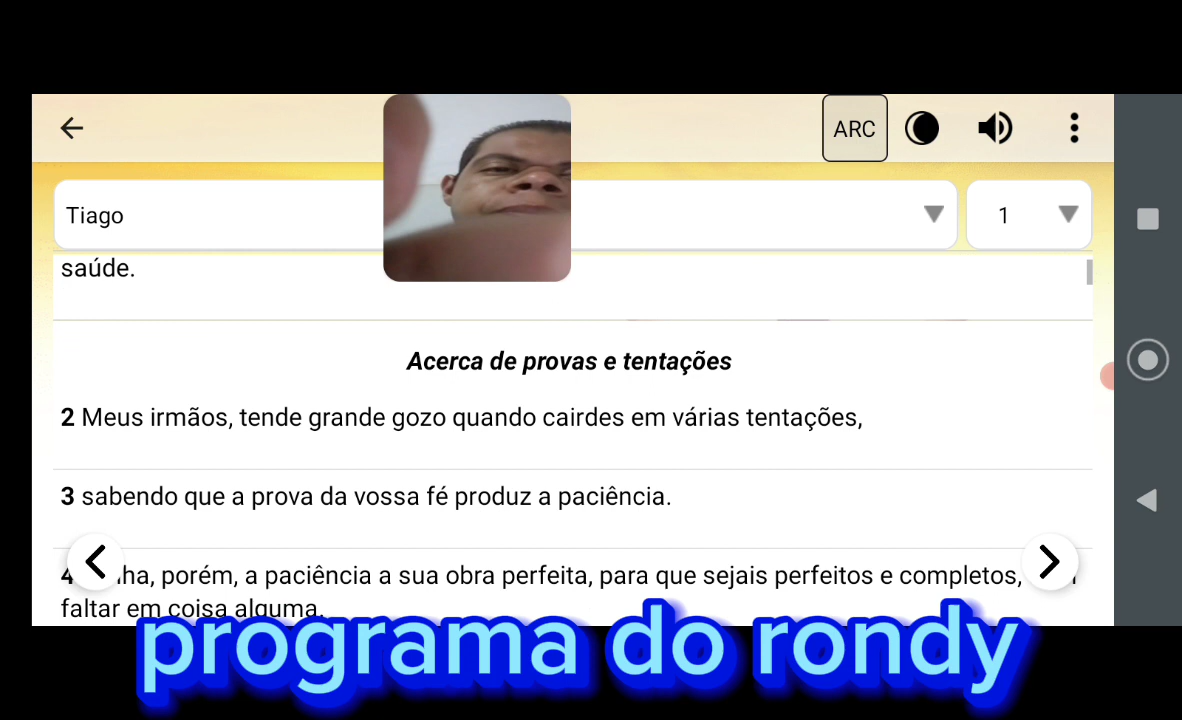 ARC
Tiago
1
saúde.
Acerca de provas e tentações
2 Meus irmãos, tende grande gozo quando cairdes em várias tentações,
3 sabendo que a prova da vossa fé produz a paciência.
4 porém, a paciência a sua obra perfeita, para que sejais perfeitos e completos,
faltar em coisa alguma.
programa do rondy